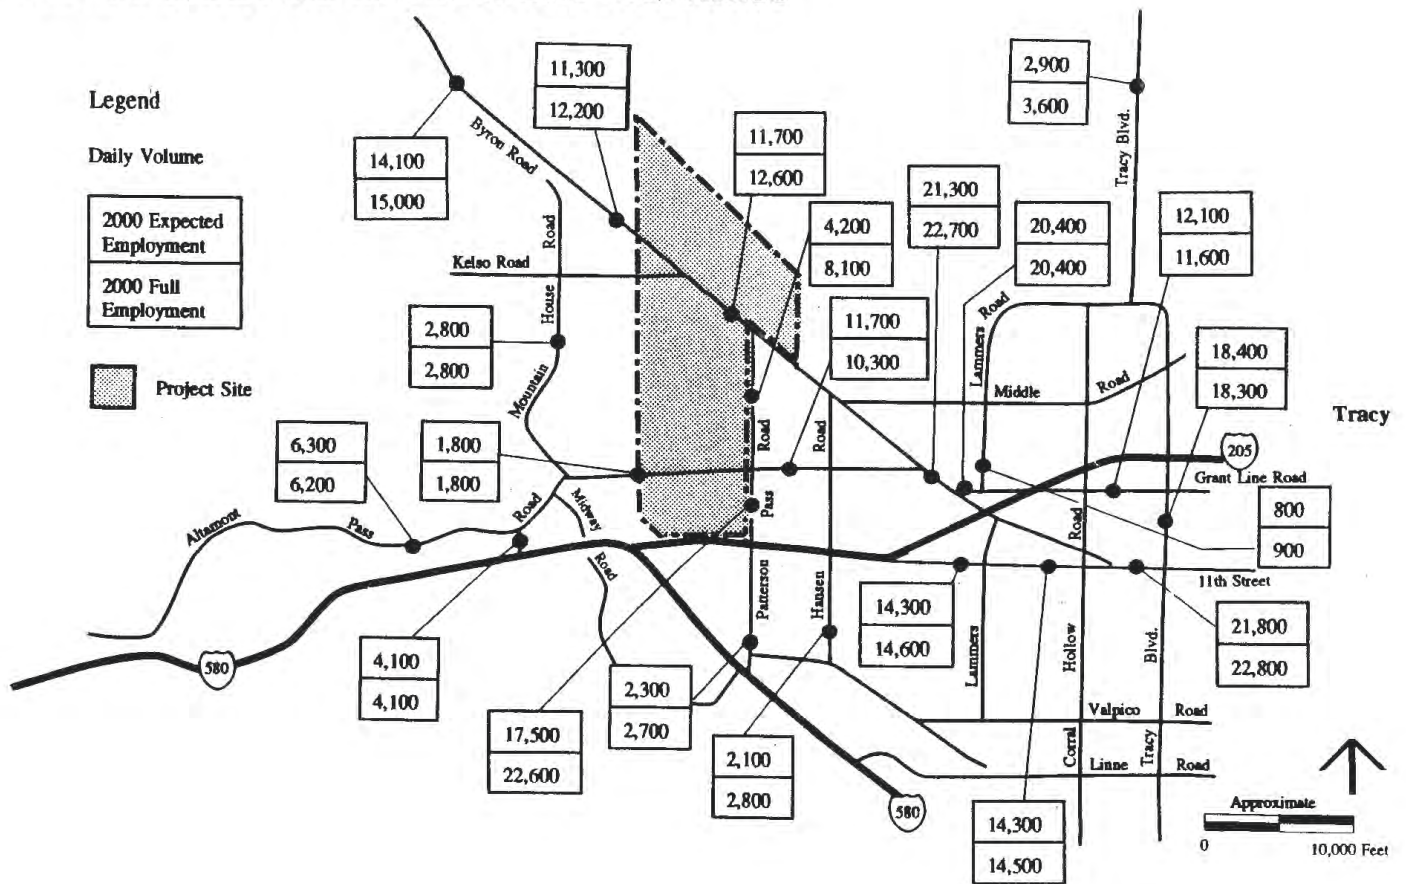 Legend
Daily Volume
2000 Expected
Employment
2000 Full
Employment
Project Site
14,100
15,000
11,300
12,200
11,700
12,600
4,200
8,100
21,300
22,700
20,400
20,400
2,900
3,600
12,100
11,600
11,700
10,300
18,400
18,300
2,800
2,800
6,300
6,200
1,800
1,800
800
900
14,300
14,600
21,800
22,800
4,100
4,100
17,500
22,600
2,300
2,700
2,100
2,800
14,300
14,500
Byron Road
Kelso Road
Mountain House Road
Altamont Pass Road
Midway Road
Patterson Pass Road
Hansen Road
Lammers Road
Middle Road
Tracy Blvd.
Tracy
205
Grant Line Road
11th Street
Lammers
Corral Hollow Road
Tracy Blvd.
Valpico Road
Linne Road
580
580
Approximate
0 10,000 Feet